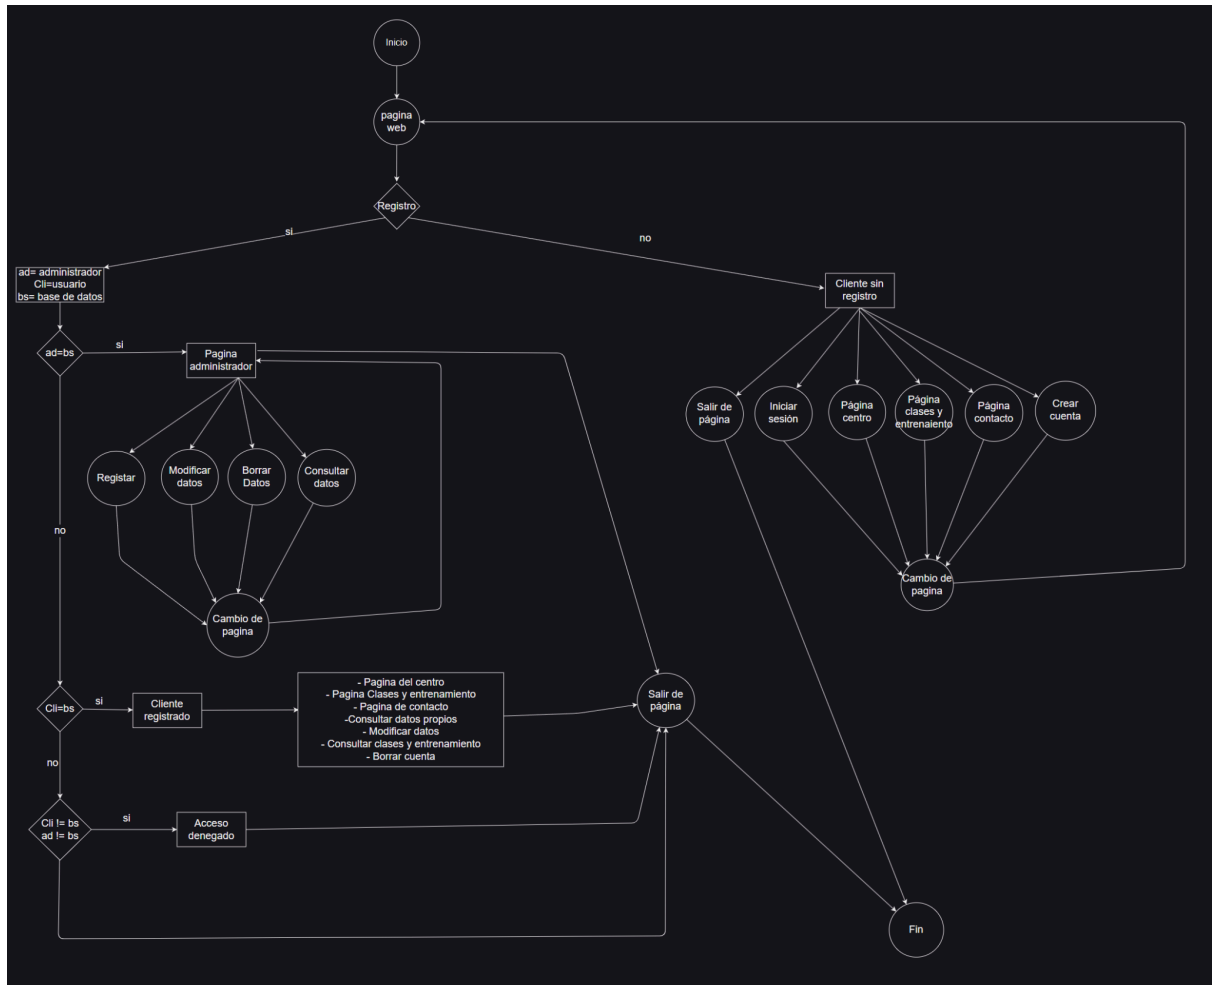 Inicio
pagina
web
Registro
si
no
ad= administrador
Cli=usuario
bs= base de datos
Cliente sin
registro
ad=bs
si
Pagina
administrador
Salir de
página
Iniciar
sesión
Página
centro
Página
clases y
entrenaiento
Página
contacto
Crear
cuenta
Registar
Modificar
datos
Borrar
Datos
Consultar
datos
no
Cambio de
pagina
Cambio de
pagina
Cli=bs
si
Cliente
registrado
- Pagina del centro
- Pagina Clases y entrenamiento
- Pagina de contacto
-Consultar datos propios
- Modificar datos
- Consultar clases y entrenamiento
- Borrar cuenta
Salir de
página
no
Cli != bs
ad != bs
si
Acceso
denegado
Fin